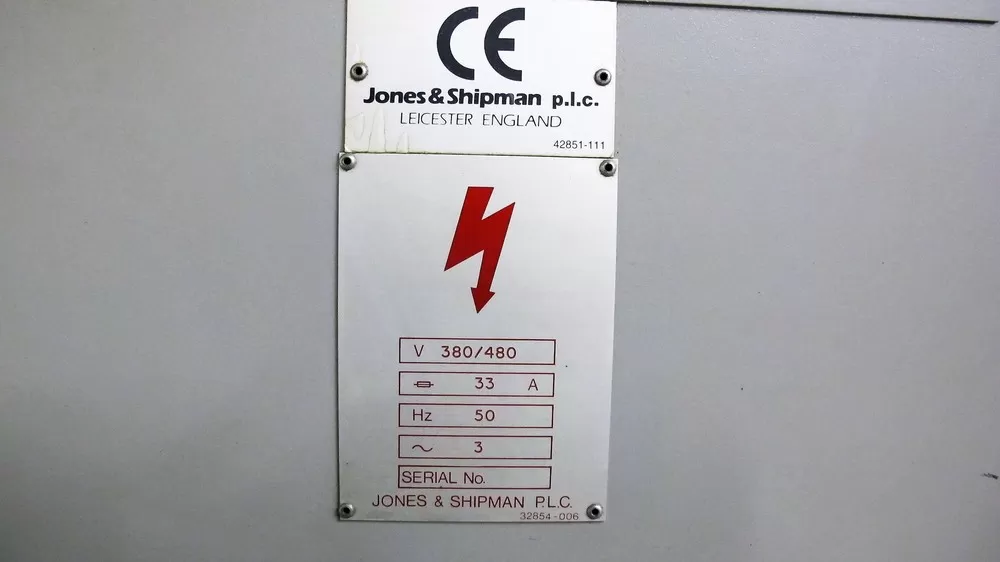 CE
Jones & Shipman p.l.c.
LEICESTER ENGLAND
42851-111
V 380/480
33 A
Hz 50
~ 3
SERIAL No.
JONES & SHIPMAN P.L.C.
32854-006